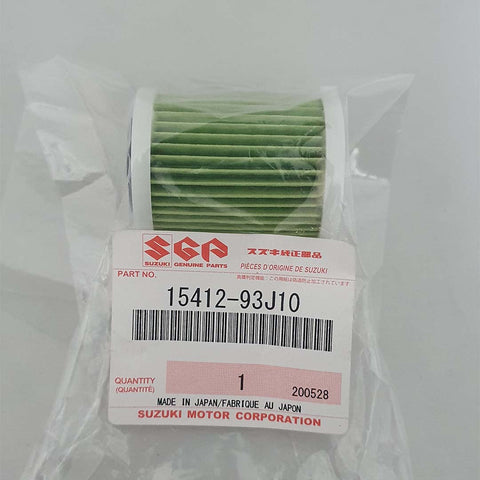 SGP スズキ純正部品
SUZUKI GENUINE PARTS PIÈCES D'ORIGINE DE SUZUKI
PART NO.
15412-93J10
QUANTITY 1
(QUANTITÉ) 200528
MADE IN JAPAN/FABRIQUE AU JAPON
SUZUKI MOTOR CORPORATION